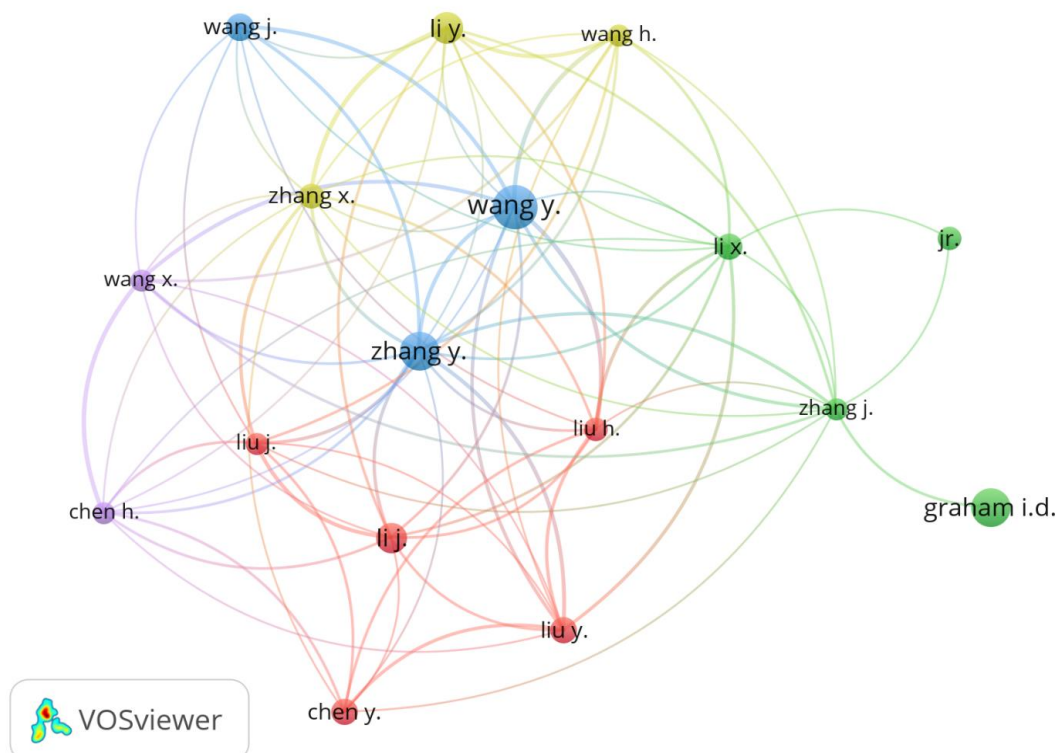 wang j.
li y.
wang h.
zhang x.
wang y.
jr.
li x.
wang x.
zhang y.
zhang j.
liu h.
liu j.
chen h.
graham i.d.
li j.
liu y.
chen y.
VOSviewer